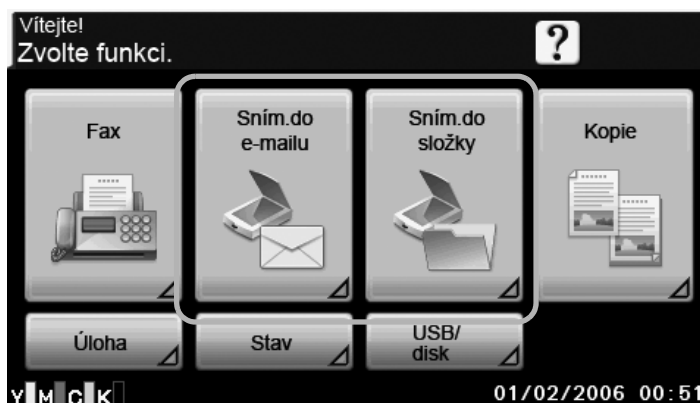 Vítejte!
Zvolte funkci.
?
Fax
Sním.do
e-mailu
Sním.do
složky
Kopie
Úloha
Stav
USB/
disk
Y M C K
01/02/2006 00:51